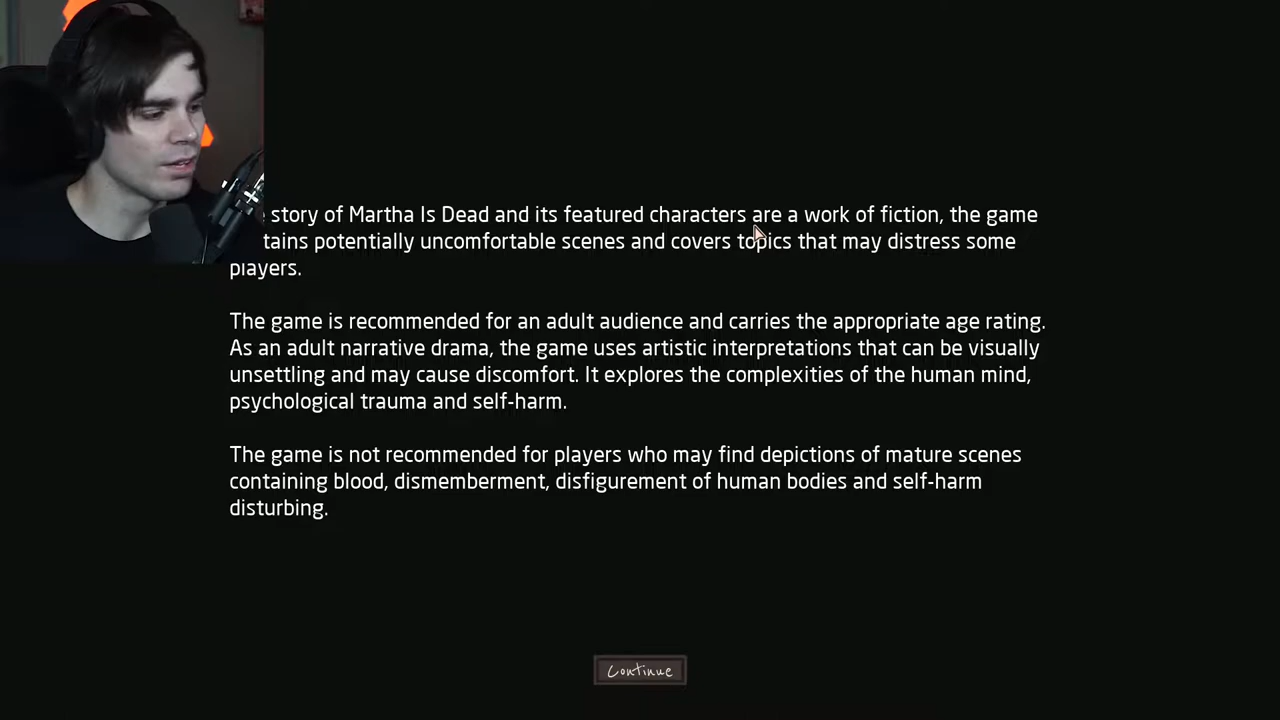 story of Martha Is Dead and its featured characters are a work of fiction, the game
potentially uncomfortable scenes and covers topics that may distress some
players.
The game is recommended for an adult audience and carries the appropriate age rating.
As an adult narrative drama, the game uses artistic interpretations that can be visually
unsettling and may cause discomfort. It explores the complexities of the human mind,
psychological trauma and self-harm.
The game is not recommended for players who may find depictions of mature scenes
containing blood, dismemberment, disfigurement of human bodies and self-harm
disturbing.
Continue